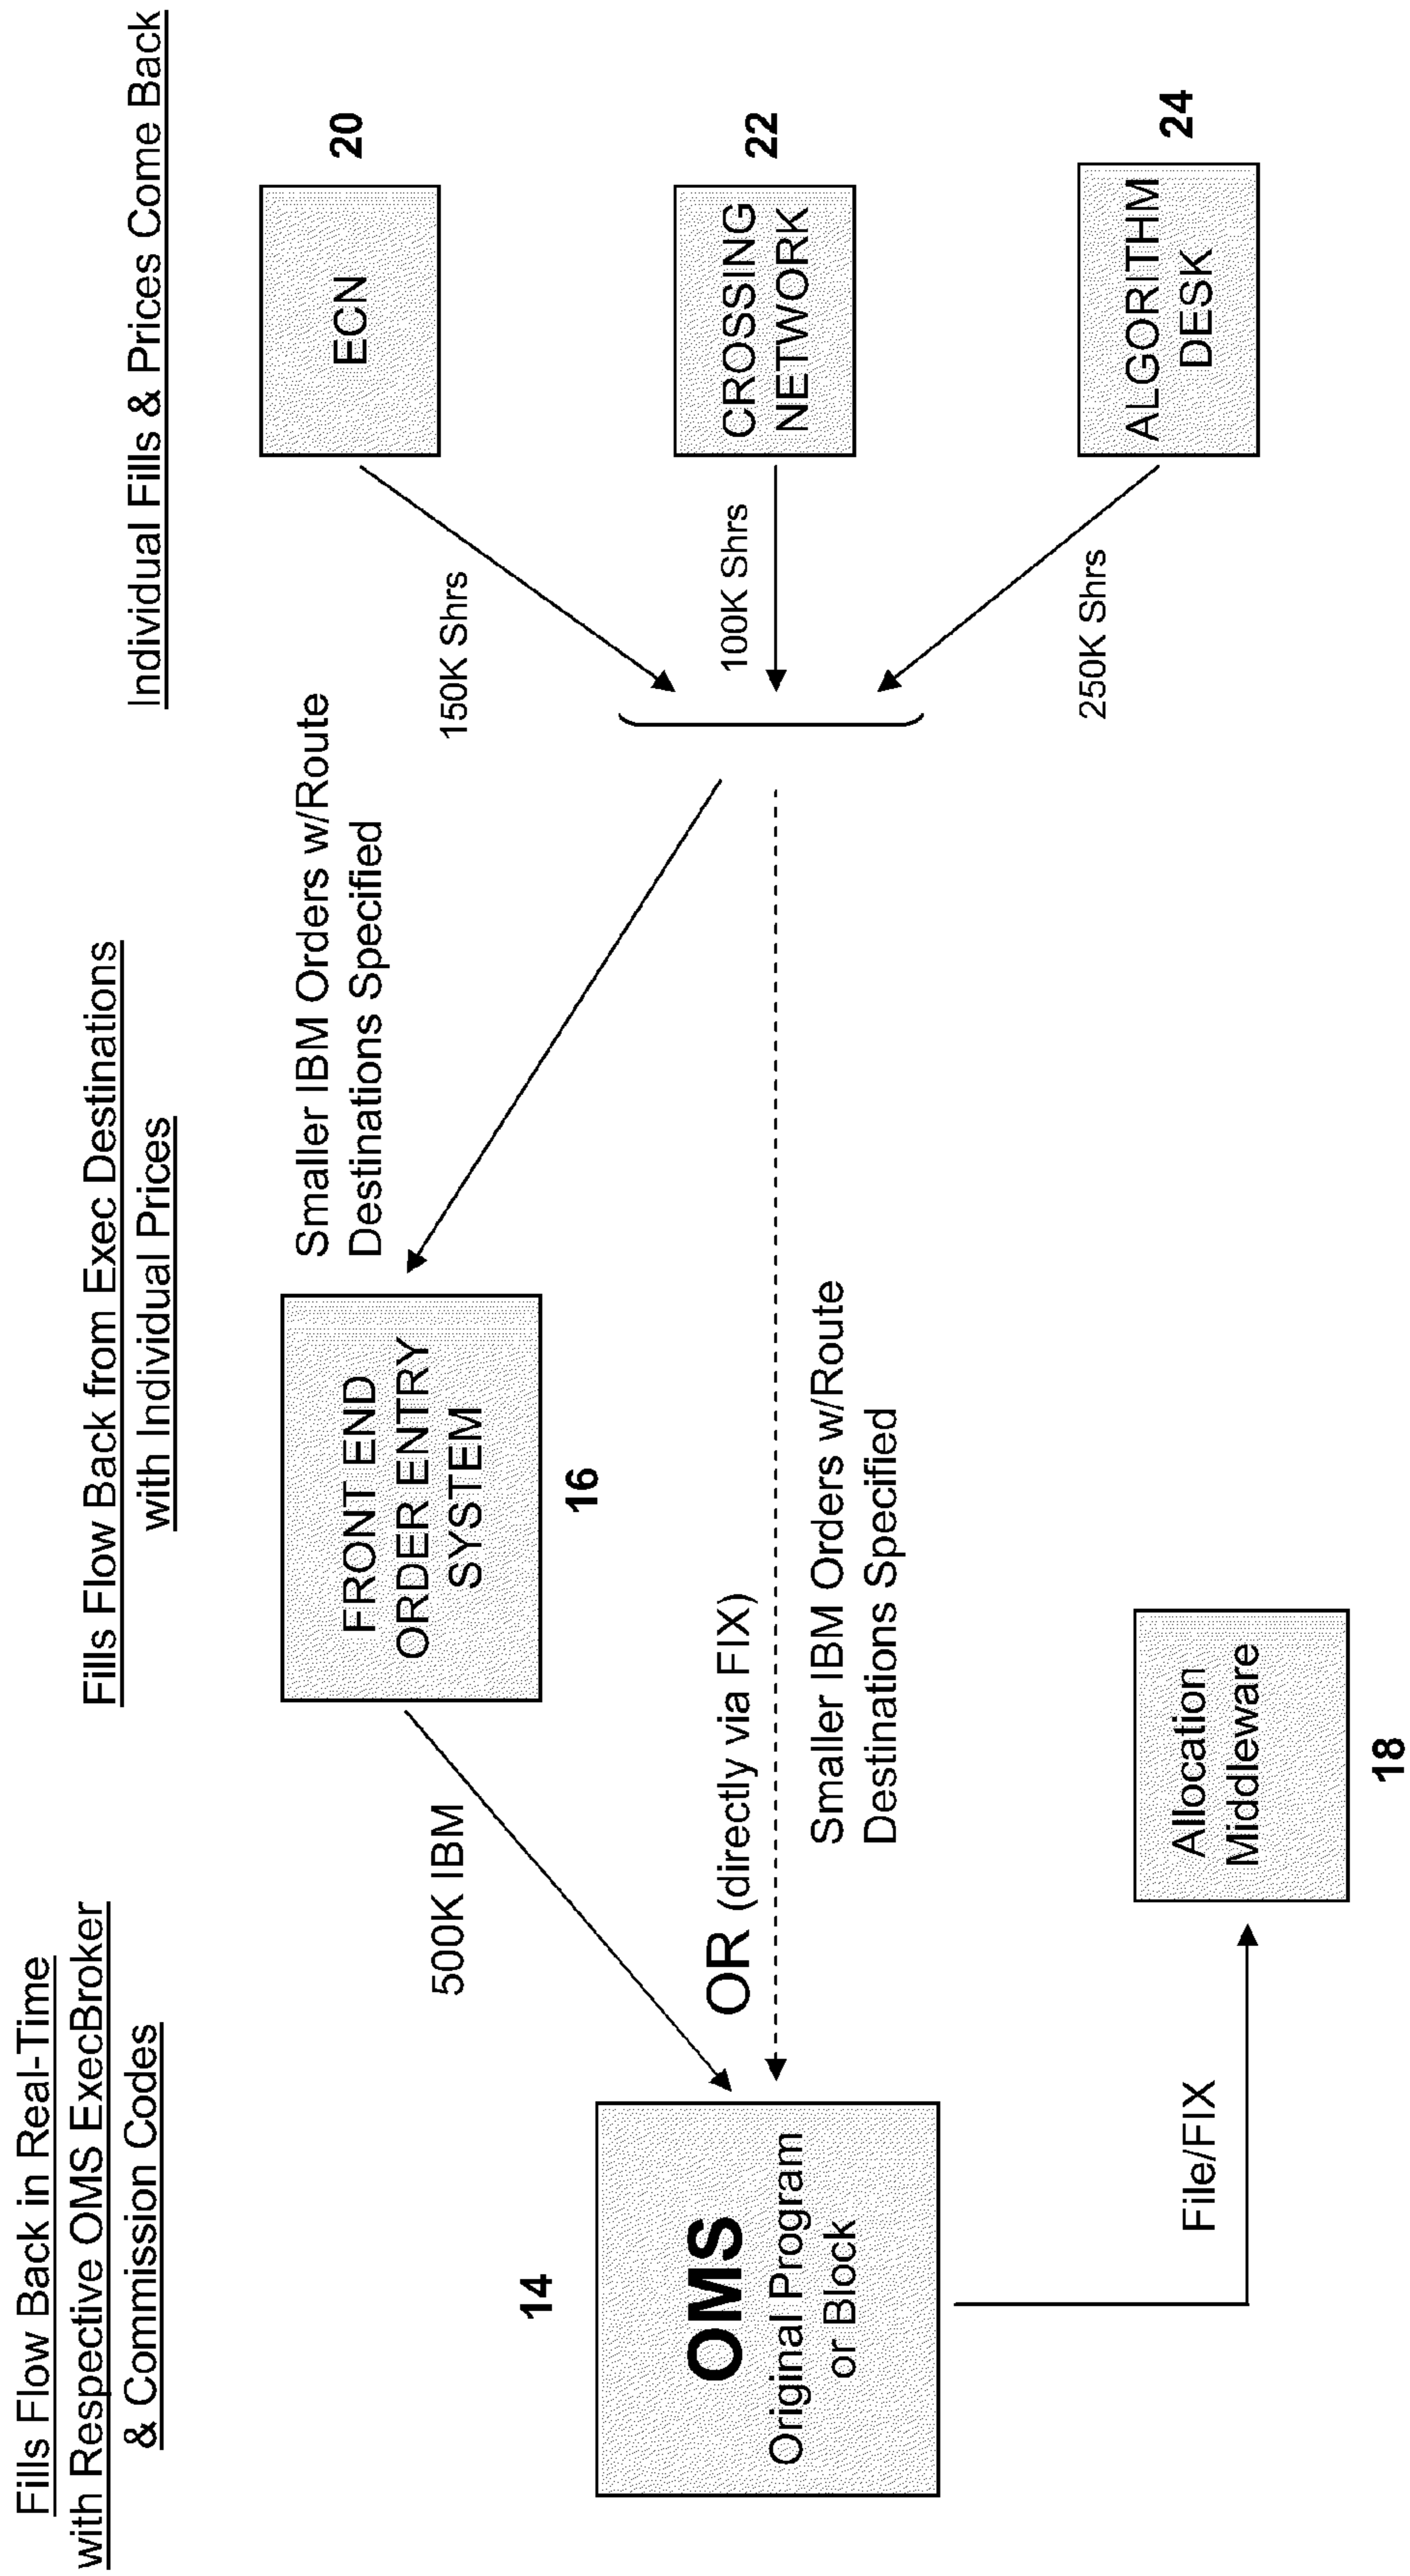 Fills Flow Back in Real-Time
with Respective OMS ExecBroker
& Commission Codes
Fills Flow Back from Exec Destinations
with Individual Prices
Individual Fills & Prices Come Back
14
OMS
Original Program
or Block
500K IBM
OR (directly via FIX)
File/FIX
FRONT END
ORDER ENTRY
SYSTEM
16
Smaller IBM Orders w/Route
Destinations Specified
Smaller IBM Orders w/Route
Destinations Specified
Allocation
Middleware
18
150K Shrs
100K Shrs
250K Shrs
ECN
20
CROSSING
NETWORK
22
ALGORITHM
DESK
24